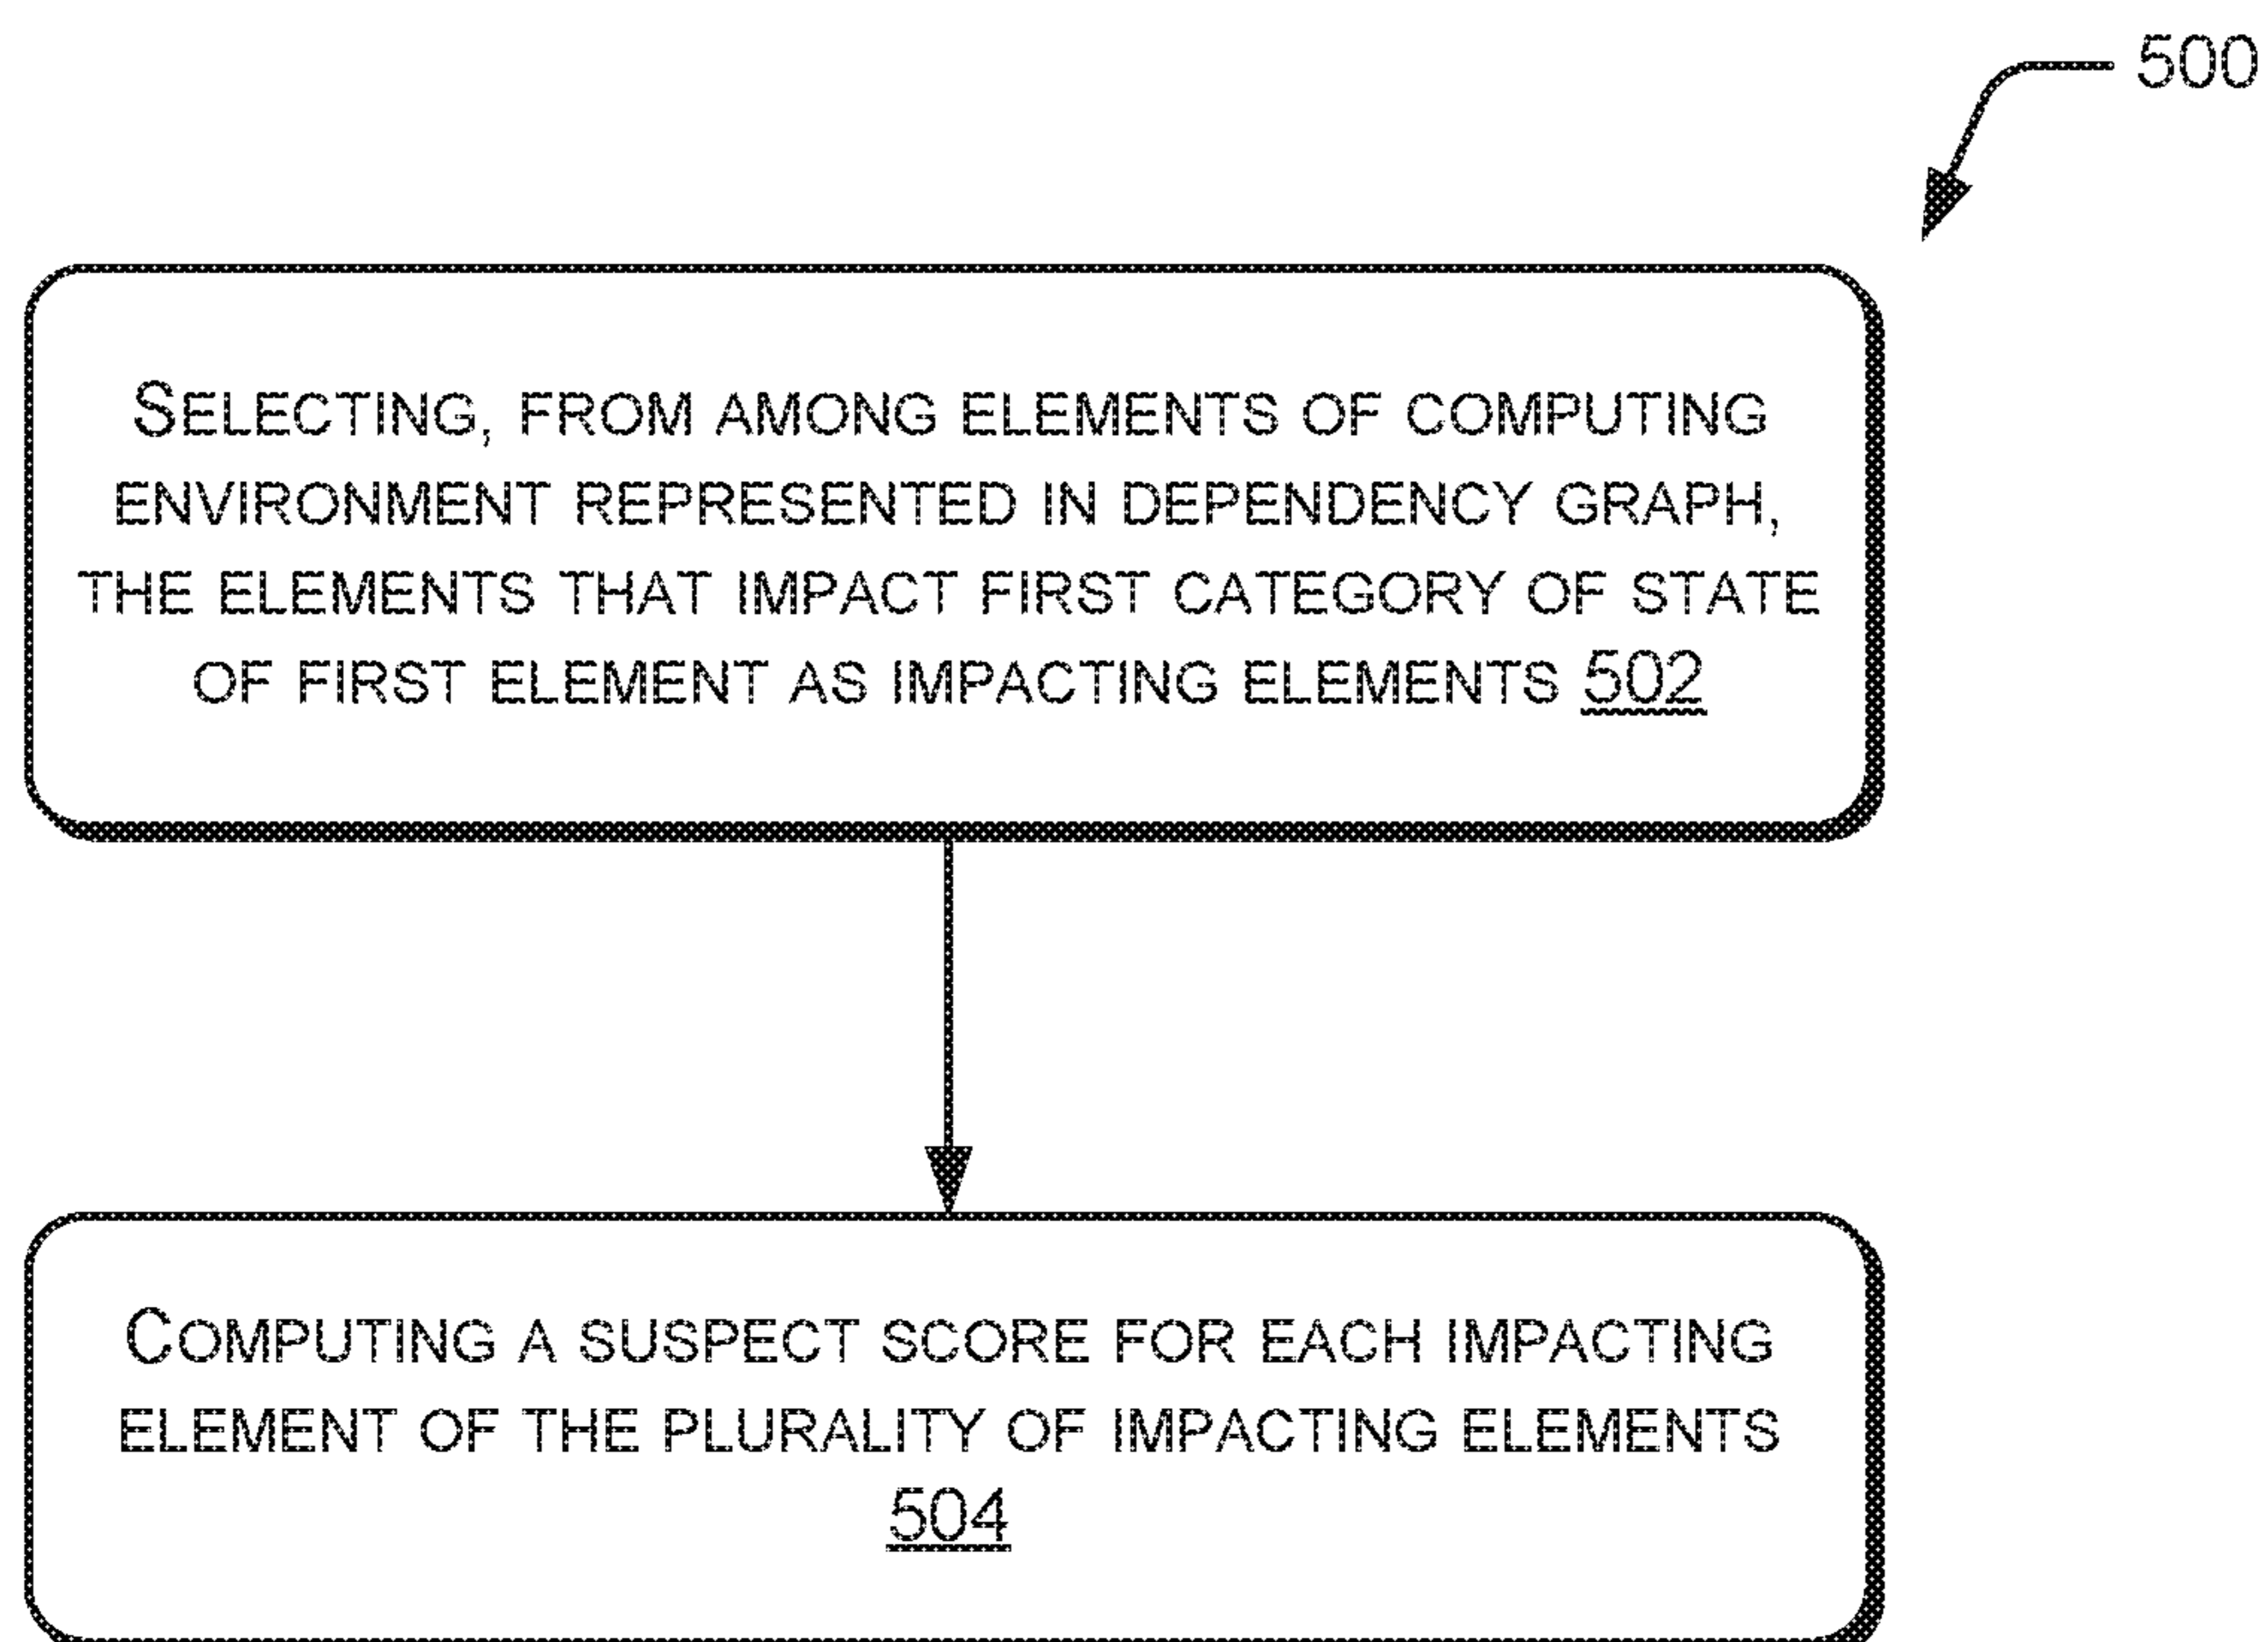 500
SELECTING, FROM AMONG ELEMENTS OF COMPUTING
ENVIRONMENT REPRESENTED IN DEPENDENCY GRAPH,
THE ELEMENTS THAT IMPACT FIRST CATEGORY OF STATE
OF FIRST ELEMENT AS IMPACTING ELEMENTS 502
COMPUTING A SUSPECT SCORE FOR EACH IMPACTING
ELEMENT OF THE PLURALITY OF IMPACTING ELEMENTS
504